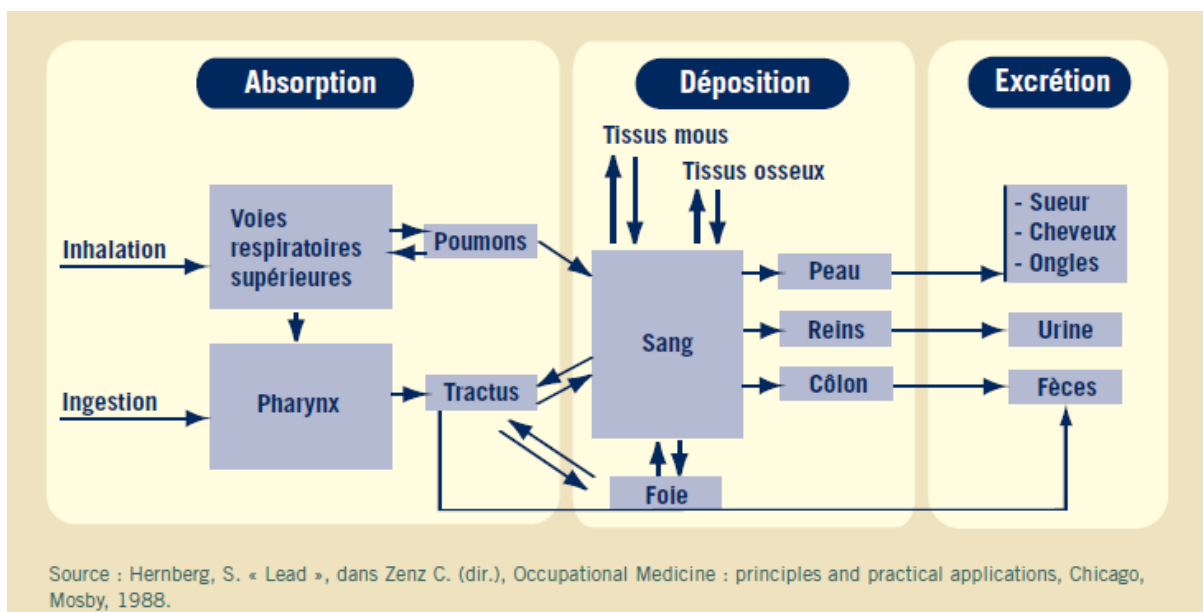 Absorption
Déposition
Excrétion
Tissus mous
Tissus osseux
Inhalation
Voies
respiratoires
supérieures
Poumons
Sang
Peau
- Sueur
- Cheveux
- Ongles
Reins
Urine
Ingestion
Pharynx
Tractus
Côlon
Fèces
Foie
Source : Hernberg, S. « Lead », dans Zenz C. (dir.), Occupational Medicine : principles and practical applications, Chicago,
Mosby, 1988.